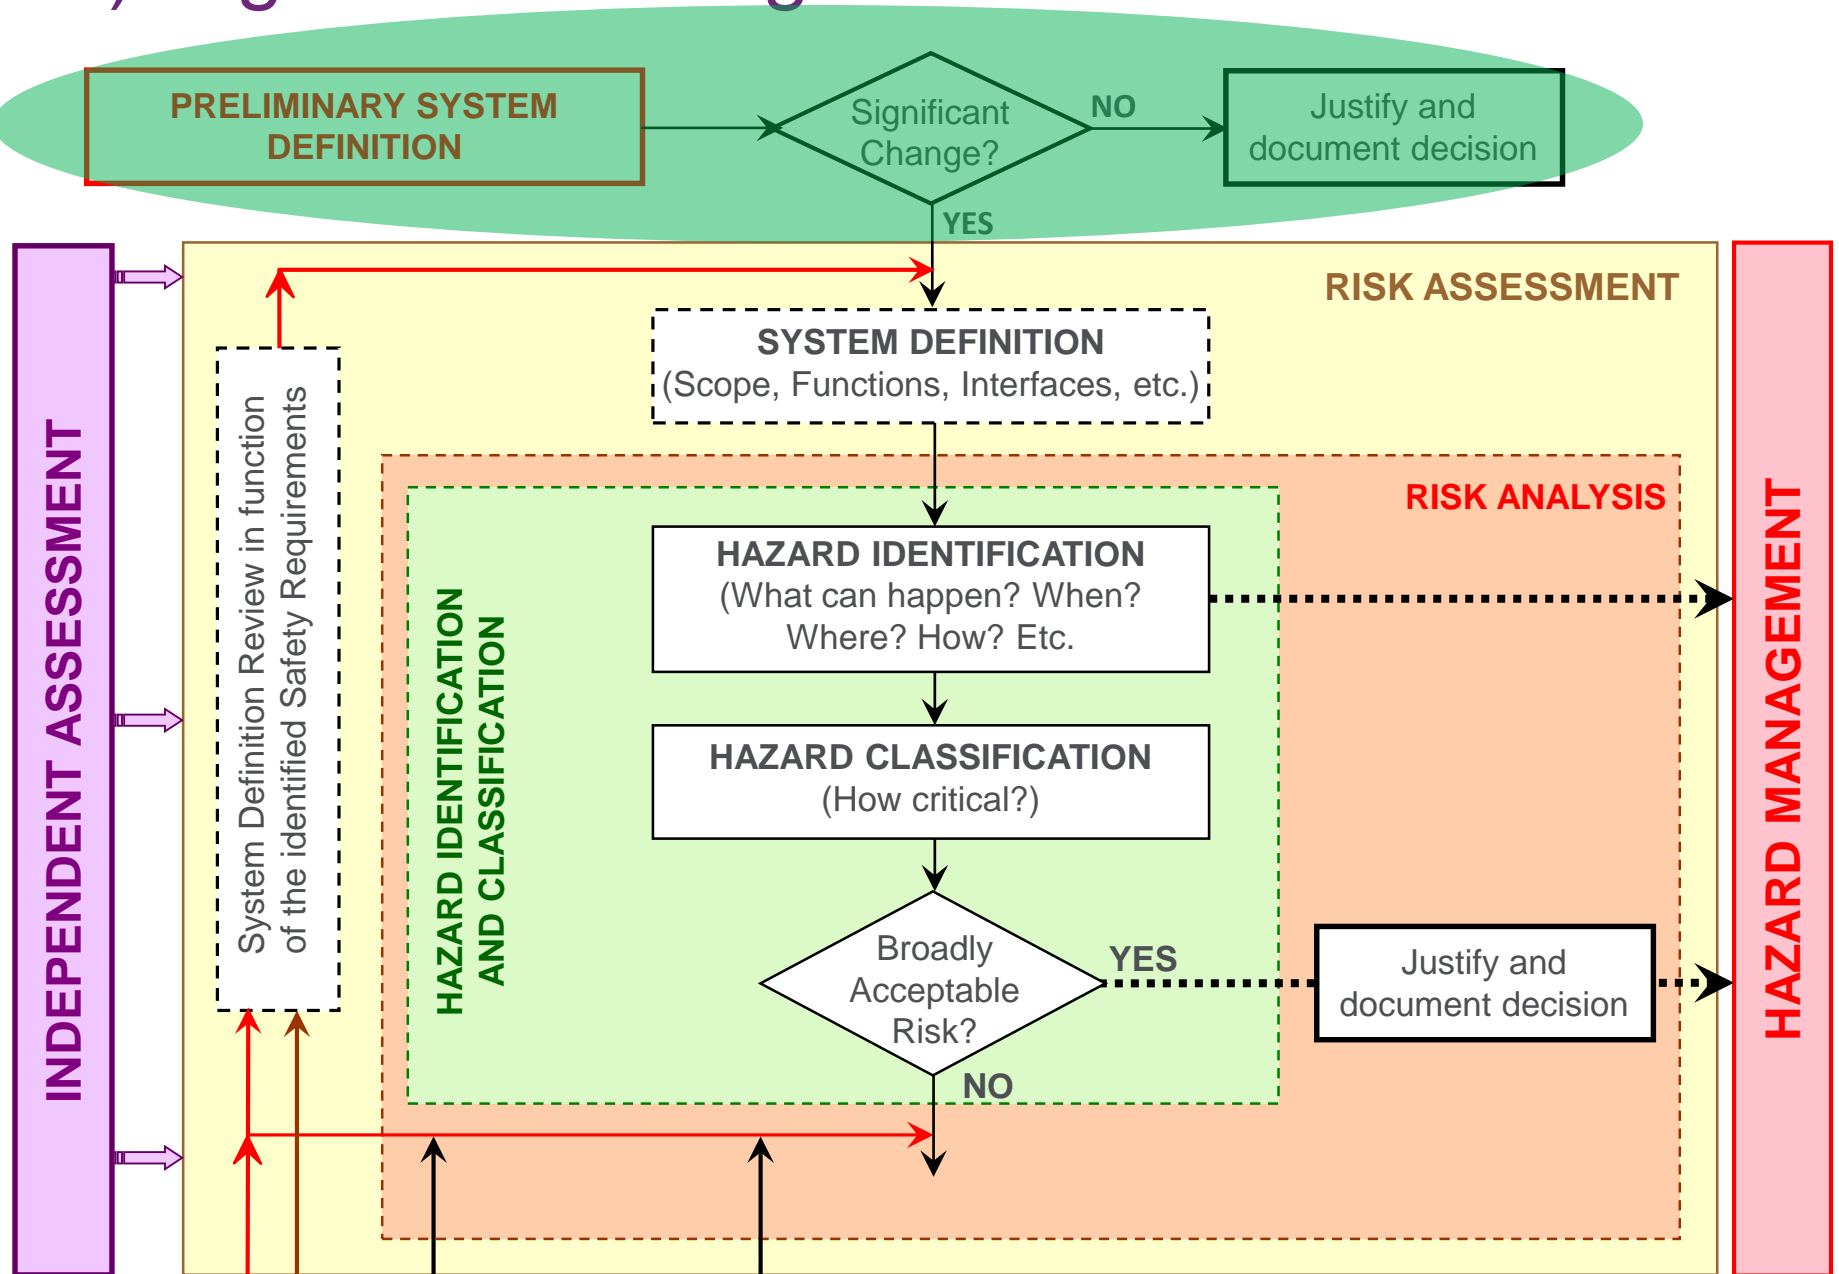 PRELIMINARY SYSTEM
DEFINITION
Significant
Change?
NO
Justify and
document decision
YES
RISK ASSESSMENT
SYSTEM DEFINITION
(Scope, Functions, Interfaces, etc.)
RISK ANALYSIS
HAZARD IDENTIFICATION
(What can happen? When?
Where? How? Etc.
HAZARD CLASSIFICATION
(How critical?)
Broadly
Acceptable
Risk?
YES
Justify and
document decision
NO
INDEPENDENT ASSESSMENT
System Definition Review in function
of the identified Safety Requirements
HAZARD IDENTIFICATION
AND CLASSIFICATION
HAZARD MANAGEMENT